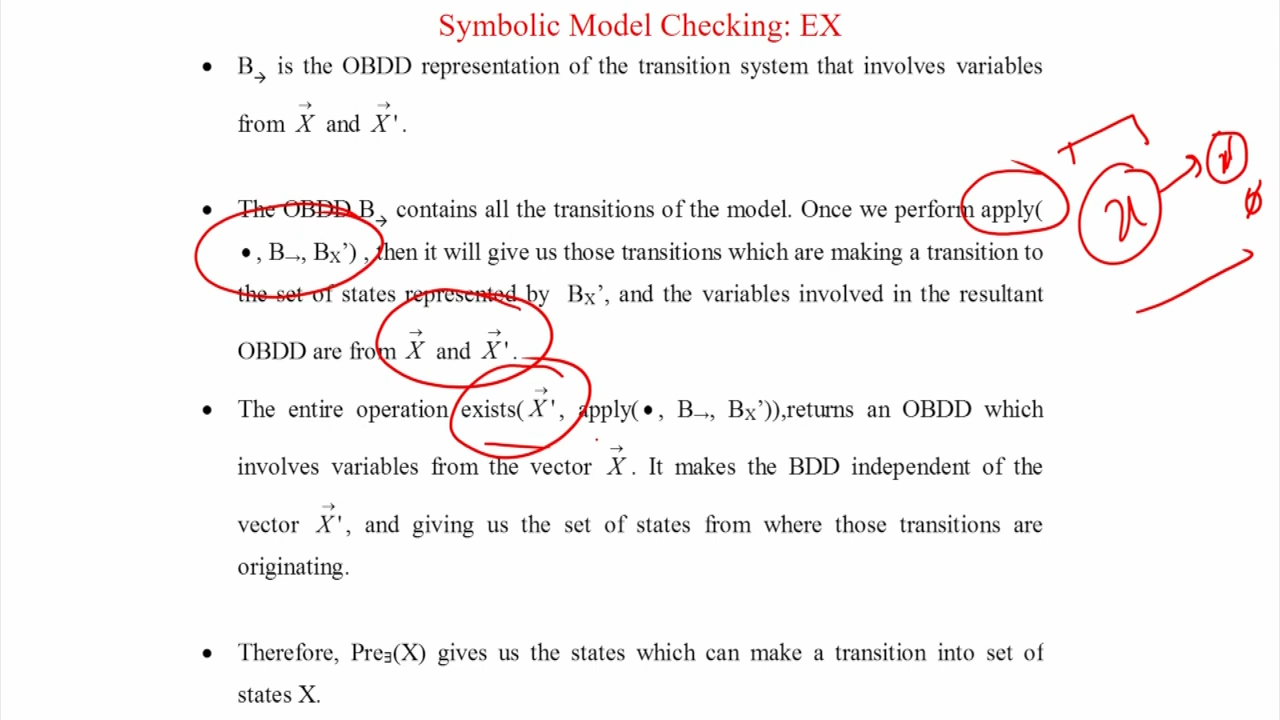 Symbolic Model Checking: EX
• B→ is the OBDD representation of the transition system that involves variables
from X⃗ and X⃗'.
• The OBDD B→ contains all the transitions of the model. Once we perform apply(
•, B→, BX’) , then it will give us those transitions which are making a transition to
the set of states represented by BX’, and the variables involved in the resultant
OBDD are from X⃗ and X⃗'.
• The entire operation exists( X⃗', apply(•, B→, BX’)),returns an OBDD which
involves variables from the vector X⃗. It makes the BDD independent of the
vector X⃗', and giving us the set of states from where those transitions are
originating.
• Therefore, Pre∃(X) gives us the states which can make a transition into set of
states X.